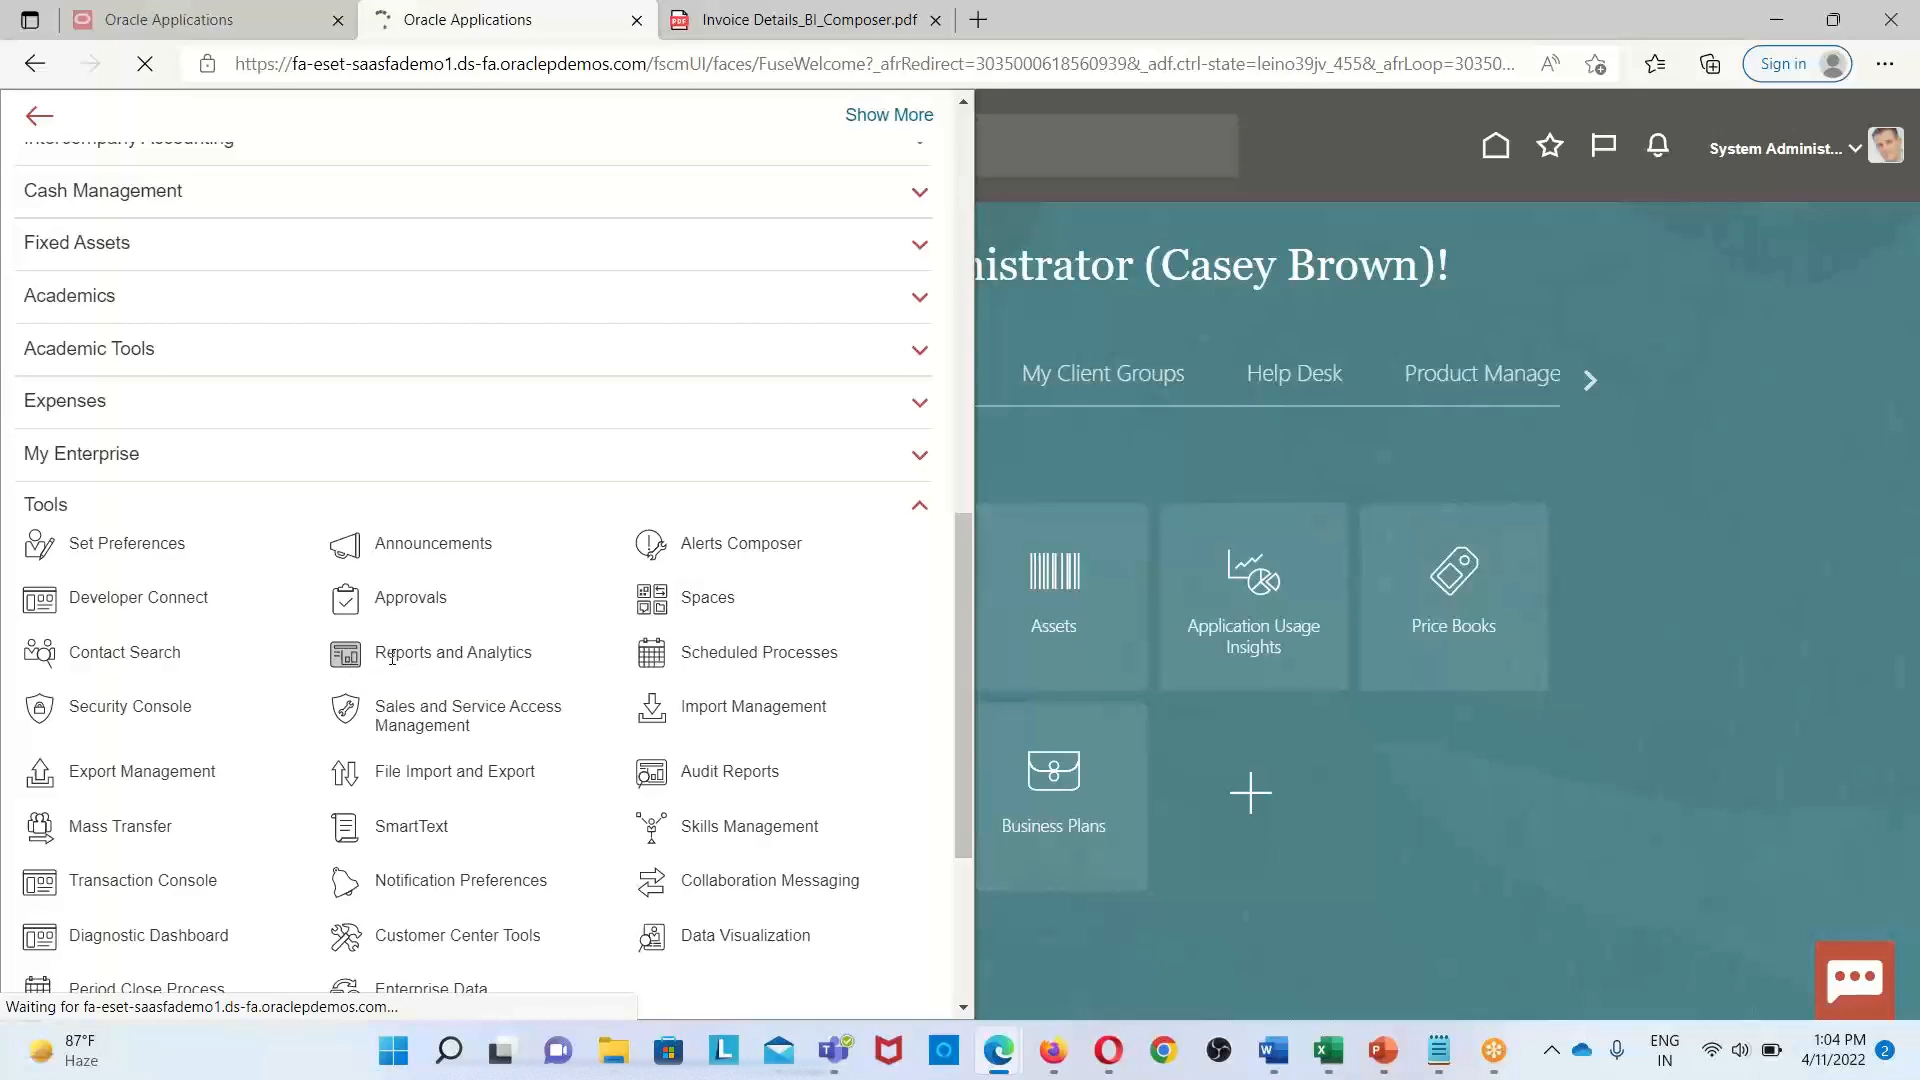 Oracle Applications
Oracle Applications
Invoice Details_BI_Composer.pdf
https://fa-eset-saasfademo1.ds-fa.oraclepdemos.com/fscmUI/faces/FuseWelcome?_afrRedirect=3035000618560939&_adf.ctrl-state=leino39jv_455&_afrLoop=30350...
Sign in
Show More
Intercompany Accounting
Cash Management
Fixed Assets
Academics
Academic Tools
Expenses
My Enterprise
Tools
Set Preferences
Announcements
Alerts Composer
Developer Connect
Approvals
Spaces
Contact Search
Reports and Analytics
Scheduled Processes
Security Console
Sales and Service Access
Management
Import Management
Export Management
File Import and Export
Audit Reports
Mass Transfer
SmartText
Skills Management
Transaction Console
Notification Preferences
Collaboration Messaging
Diagnostic Dashboard
Customer Center Tools
Data Visualization
Period Close Process
Enterprise Data
Waiting for fa-eset-saasfademo1.ds-fa.oraclepdemos.com...
System Administ...
nistrator (Casey Brown)!
My Client Groups
Help Desk
Product Manage
Assets
Application Usage
Insights
Price Books
Business Plans
87°F
Haze
ENG
IN
1:04 PM
4/11/2022
2